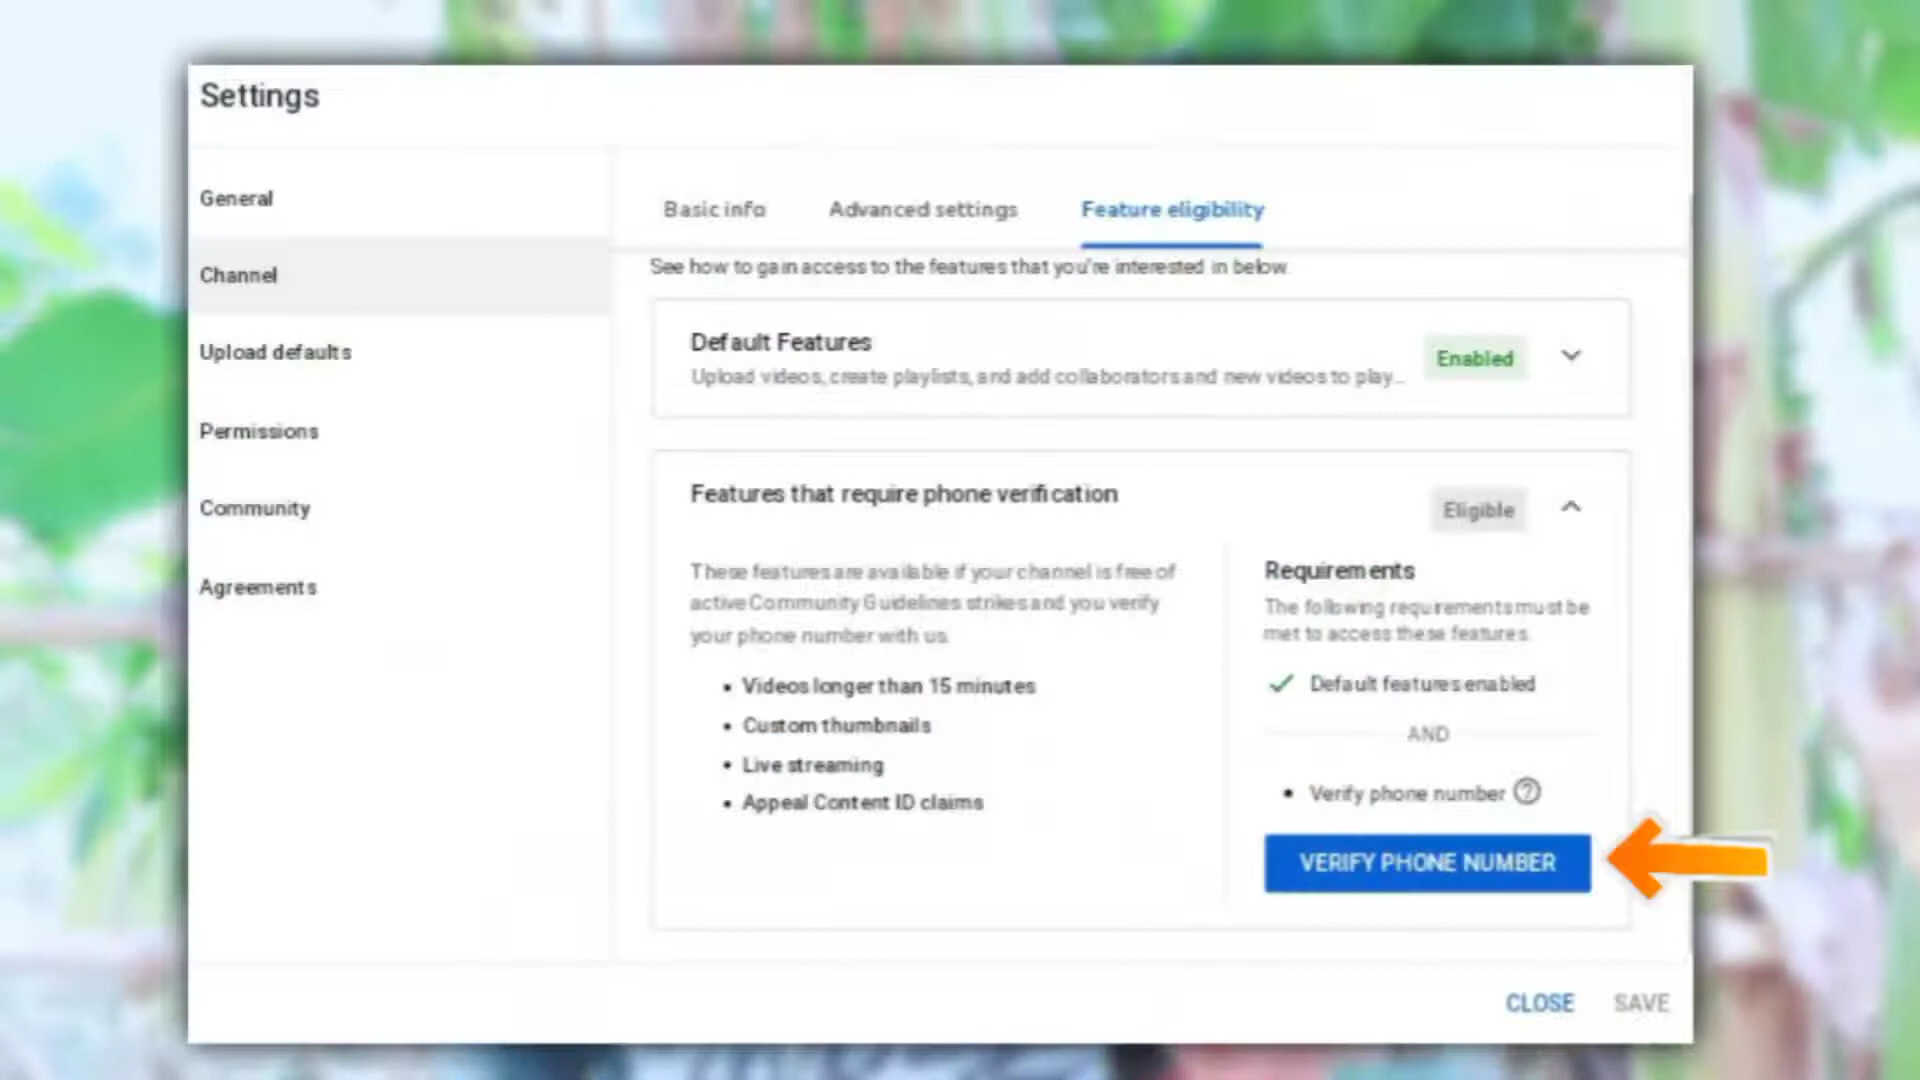 Settings
General
Channel
Upload defaults
Permissions
Community
Agreements
Basic info
Advanced settings
Feature eligibility
See how to gain access to the features that you're interested in below.
Default Features
Upload videos, create playlists, and add collaborators and new videos to play...
Enabled
Features that require phone verification
Eligible
These features are available if your channel is free of
active Community Guidelines strikes and you verify
your phone number with us.
• Videos longer than 15 minutes
• Custom thumbnails
• Live streaming
• Appeal Content ID claims
Requirements
The following requirements must be
met to access these features.
Default features enabled
AND
• Verify phone number
VERIFY PHONE NUMBER
CLOSE
SAVE